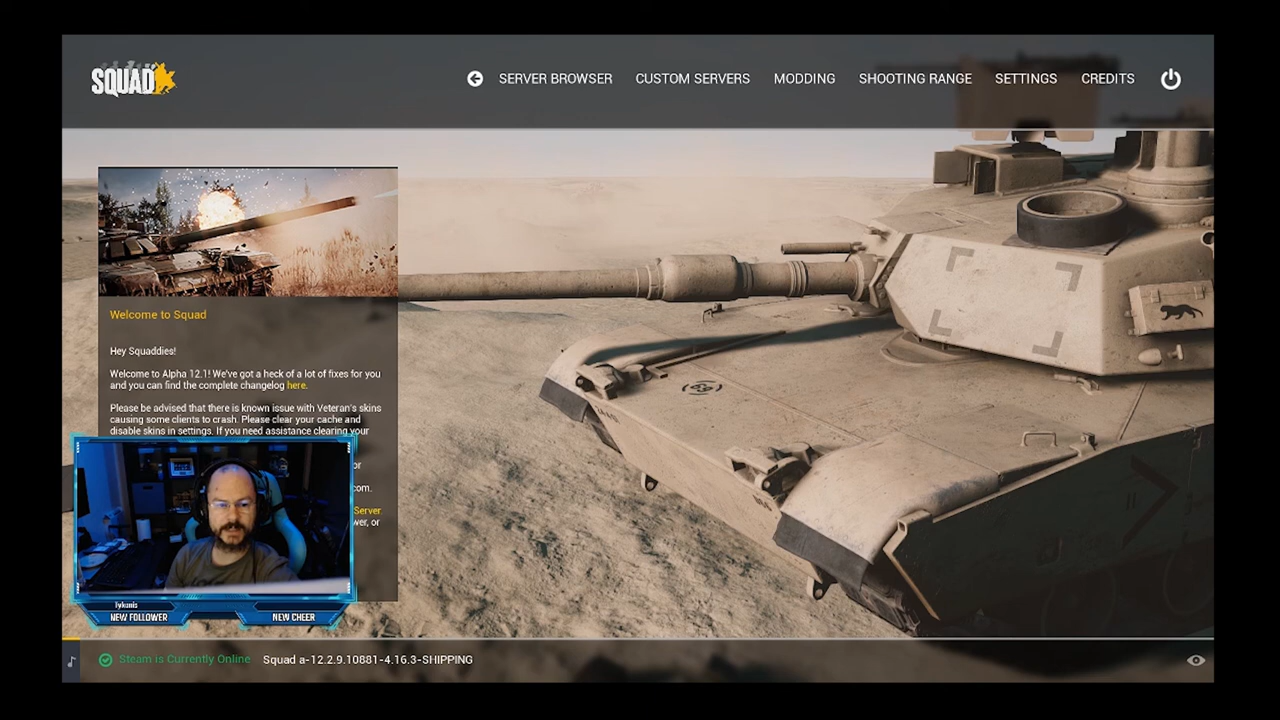 SQUAD
SERVER BROWSER
CUSTOM SERVERS
MODDING
SHOOTING RANGE
SETTINGS
CREDITS
Welcome to Squad
Hey Squaddies!
Welcome to Alpha 12.1! We've got a heck of a lot of fixes for you
and you can find the complete changelog here.
Please be advised that there is known issue with Veteran's skins
causing some clients to crash. Please clear your cache and
disable skins in settings. If you need assistance clearing your
or
com.
Server
wer, or
Tykonis
NEW FOLLOWER
NEW CHEER
Steam is Currently Online
Squad a-12.2.9.10881-4.16.3-SHIPPING